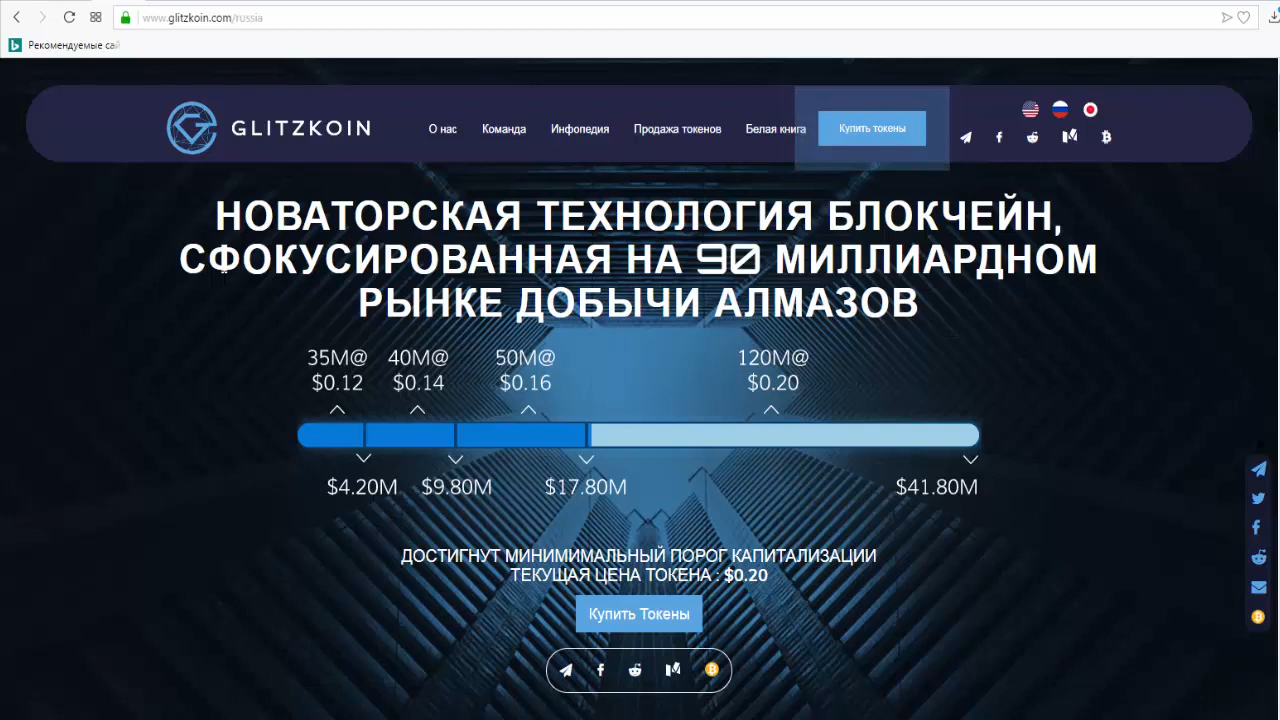 www.glitzkoin.com/russia
Рекомендуемые сай
GLITZKOIN
О нас
Команда
Инфопедия
Продажа токенов
Белая книга
Купить токены
НОВАТОРСКАЯ ТЕХНОЛОГИЯ БЛОКЧЕЙН,
СФОКУСИРОВАННАЯ НА 90 МИЛЛИАРДНОМ
РЫНКЕ ДОБЫЧИ АЛМАЗОВ
35M@ 40M@ 50M@ 120M@
$0.12 $0.14 $0.16 $0.20
$4.20M $9.80M $17.80M $41.80M
ДОСТИГНУТ МИНИМИМАЛЬНЫЙ ПОРОГ КАПИТАЛИЗАЦИИ
ТЕКУЩАЯ ЦЕНА ТОКЕНА : $0.20
Купить Токены